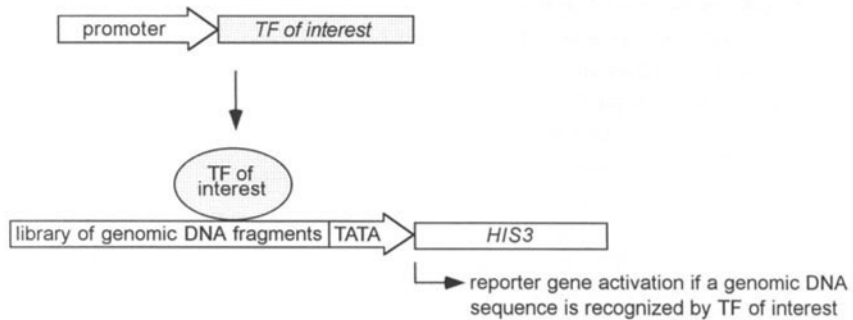 promoter
TF of interest
TF of
interest
library of genomic DNA fragments
TATA
HIS3
reporter gene activation if a genomic DNA
sequence is recognized by TF of interest